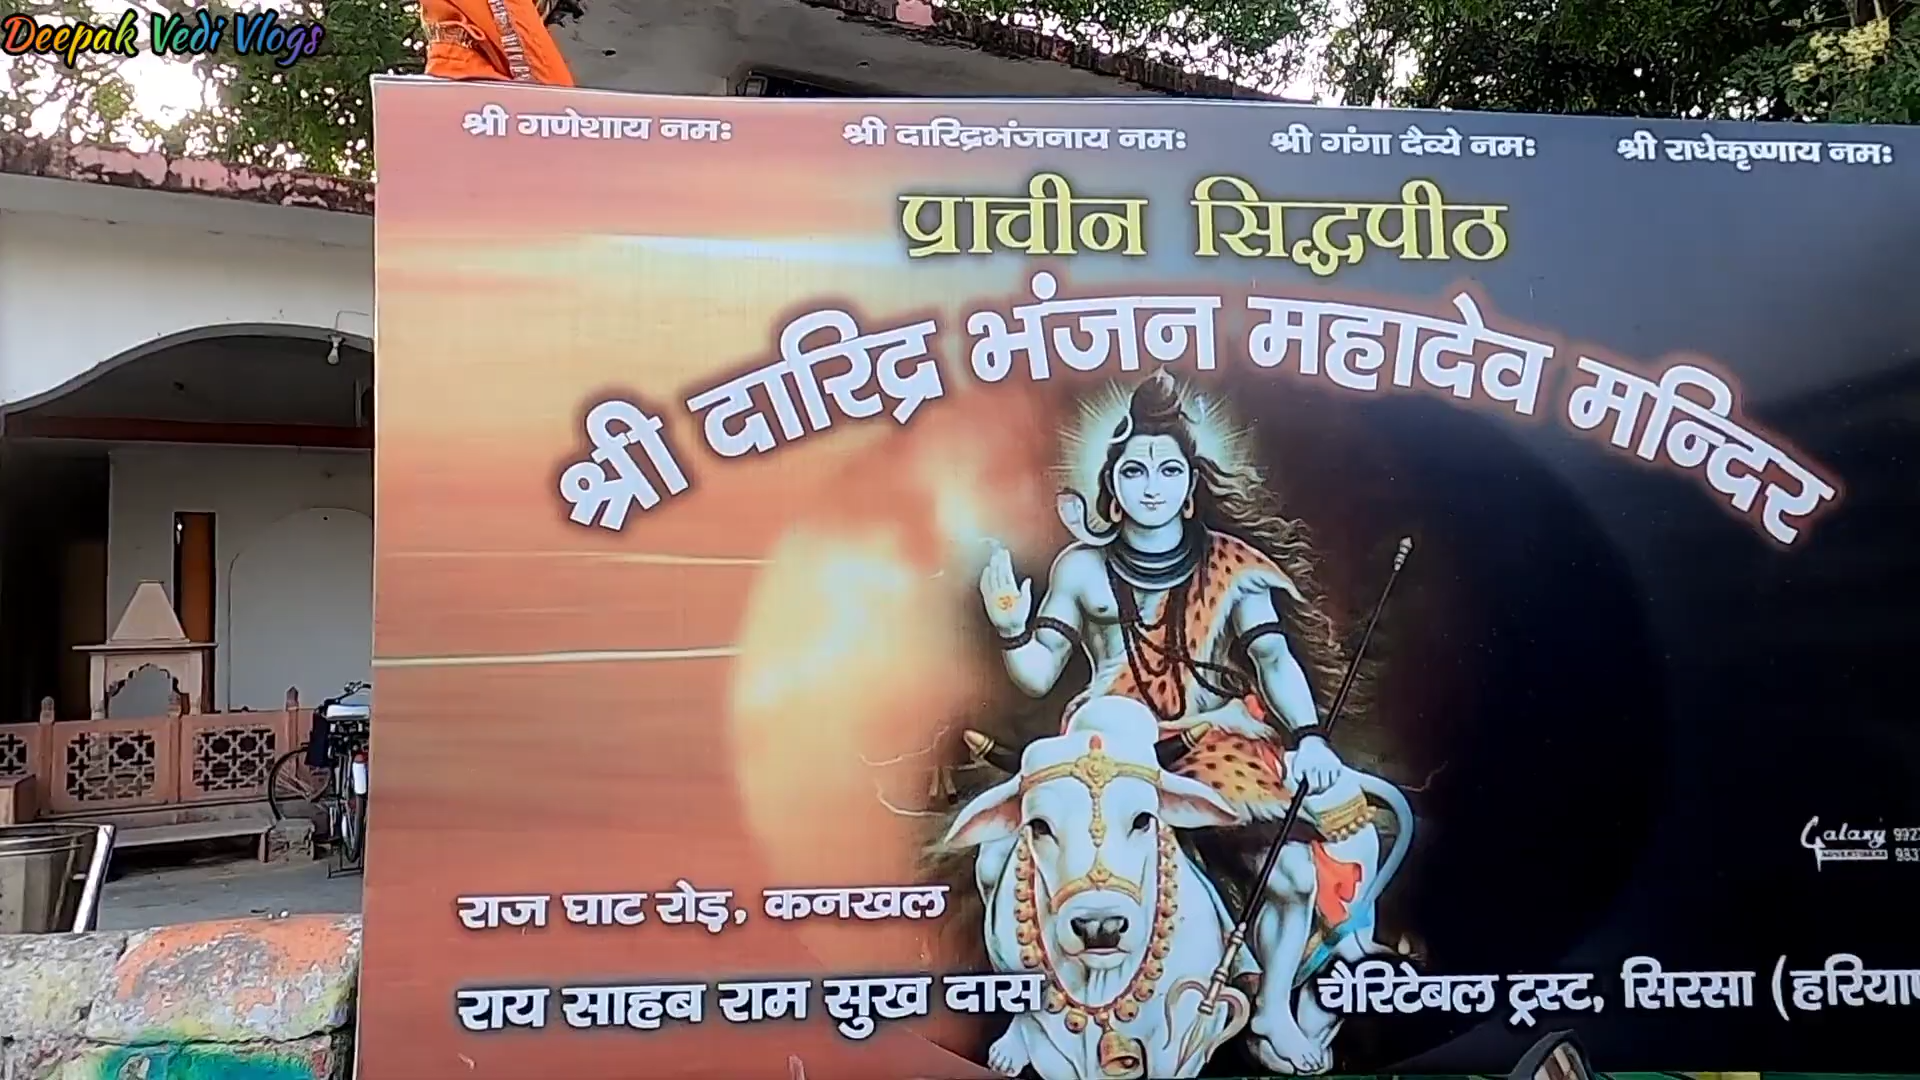 Deepak Vedi Vlogs
श्री गणेशाय नमः श्री दारिद्रभंजनाय नमः श्री गंगा दैव्ये नमः श्री राधेकृष्णाय नमः
प्राचीन सिद्धपीठ
श्री दारिद्र भंजन महादेव मन्दिर
Galaxy
राज घाट रोड़, कनखल
राय साहब राम सुख दास चैरिटेबल ट्रस्ट, सिरसा